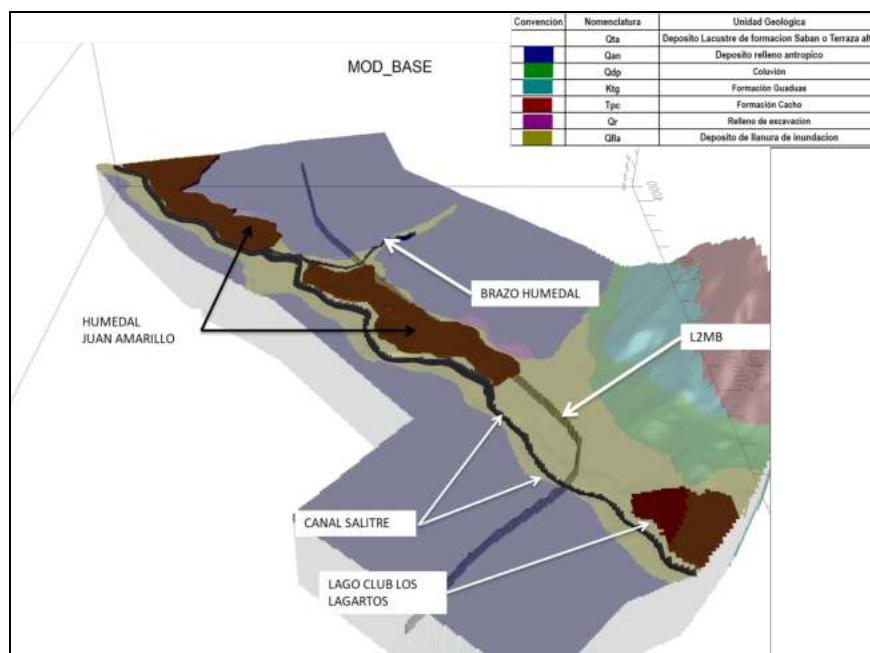 Convención Nomenclatura Unidad Geológica
Qta Deposito Lacustre de formacion Saban o Terraza alt
Qan Deposito relleno antropico
Qdp Coluvión
Ktg Formación Guaduas
Tpc Formación Cacho
Qr Relleno de excavacion
Qlla Deposito de llanura de inundacion
MOD_BASE
BRAZO HUMEDAL
HUMEDAL
JUAN AMARILLO
L2MB
CANAL SALITRE
LAGO CLUB LOS
LAGARTOS